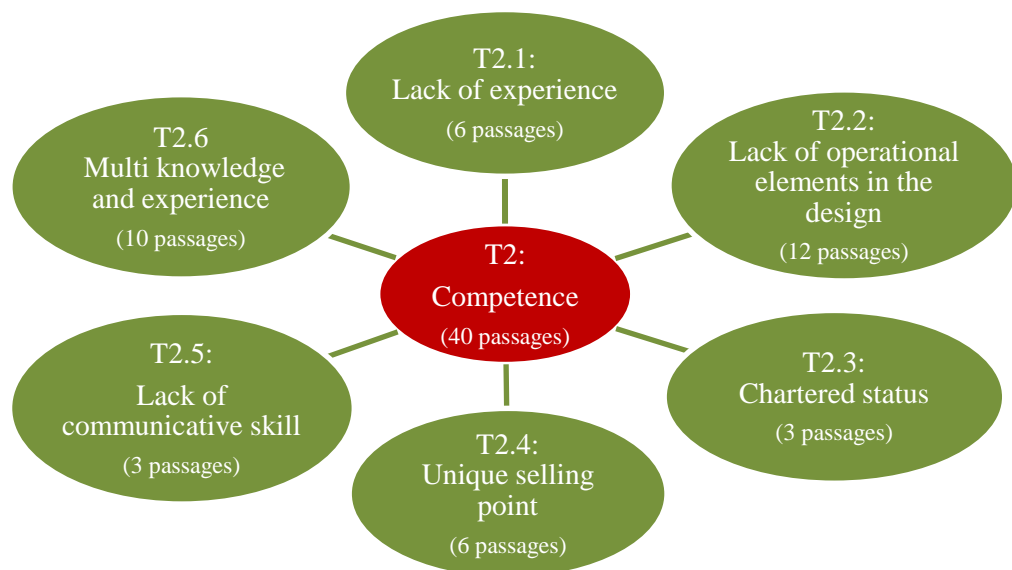 T2.1:
Lack of experience
(6 passages)
T2.2:
Lack of operational
elements in the
design
(12 passages)
T2.3:
Chartered status
(3 passages)
T2.4:
Unique selling
point
(6 passages)
T2.5:
Lack of
communicative skill
(3 passages)
T2.6
Multi knowledge
and experience
(10 passages)
T2:
Competence
(40 passages)